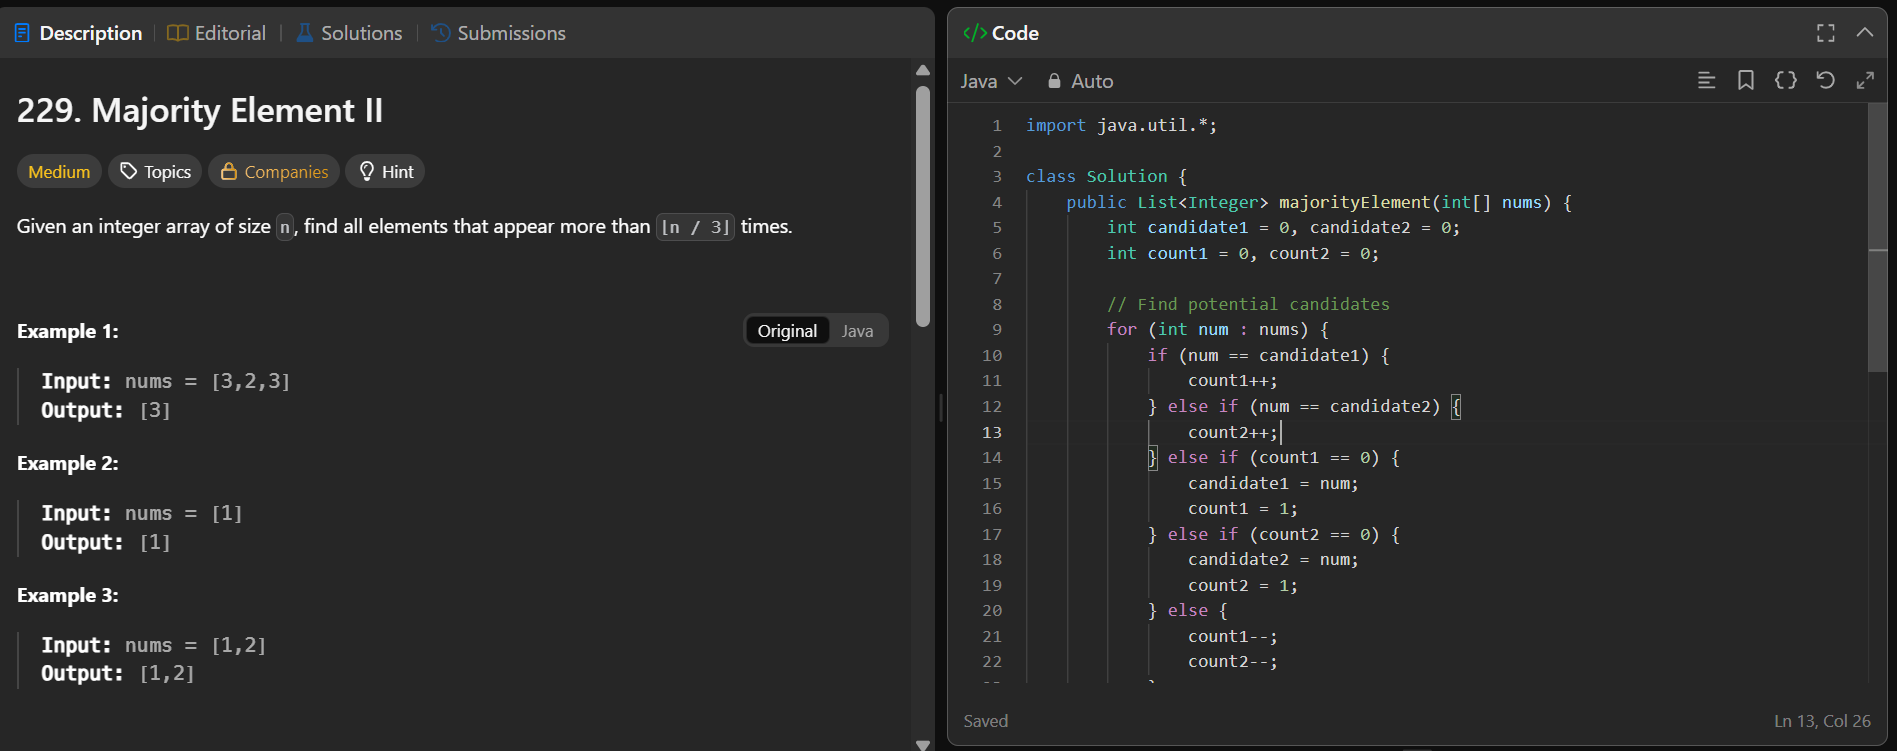 Description
Editorial
Solutions
Submissions
229. Majority Element II
Medium
Topics
Companies
Hint
Given an integer array of size n, find all elements that appear more than ⌊n / 3⌋ times.
Example 1:
Original
Java
Input: nums = [3,2,3]
Output: [3]
Example 2:
Input: nums = [1]
Output: [1]
Example 3:
Input: nums = [1,2]
Output: [1,2]
</> Code
Java
Auto
1 import java.util.*;
2
3 class Solution {
4 public List<Integer> majorityElement(int[] nums) {
5 int candidate1 = 0, candidate2 = 0;
6 int count1 = 0, count2 = 0;
7
8 // Find potential candidates
9 for (int num : nums) {
10 if (num == candidate1) {
11 count1++;
12 } else if (num == candidate2) {
13 count2++;
14 } else if (count1 == 0) {
15 candidate1 = num;
16 count1 = 1;
17 } else if (count2 == 0) {
18 candidate2 = num;
19 count2 = 1;
20 } else {
21 count1--;
22 count2--;
Saved
Ln 13, Col 26